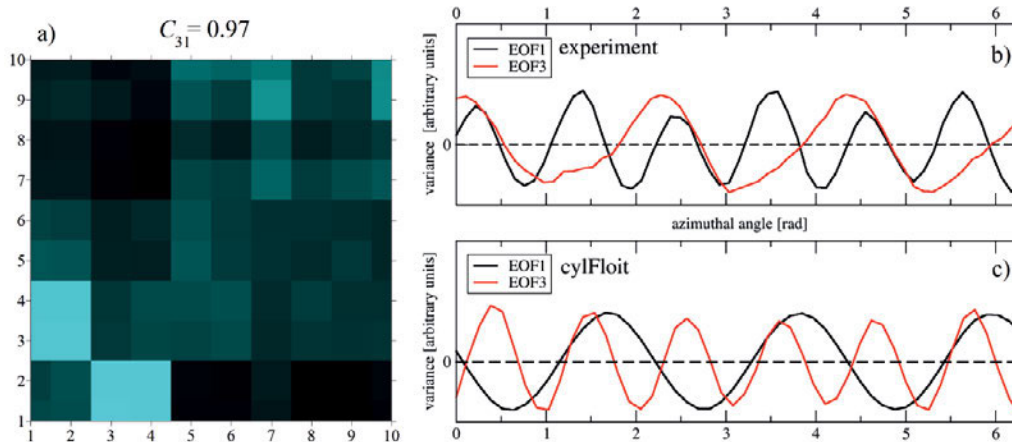 a)
C31 = 0.97
10
9
8
7
6
5
4
3
2
1
1 2 3 4 5 6 7 8 9 10
0 1 2 3 4 5 6
EOF1
EOF3
experiment
b)
variance [arbitrary units]
0
azimuthal angle [rad]
EOF1
EOF3
cylFloit
c)
variance [arbitrary units]
0
0 1 2 3 4 5 6